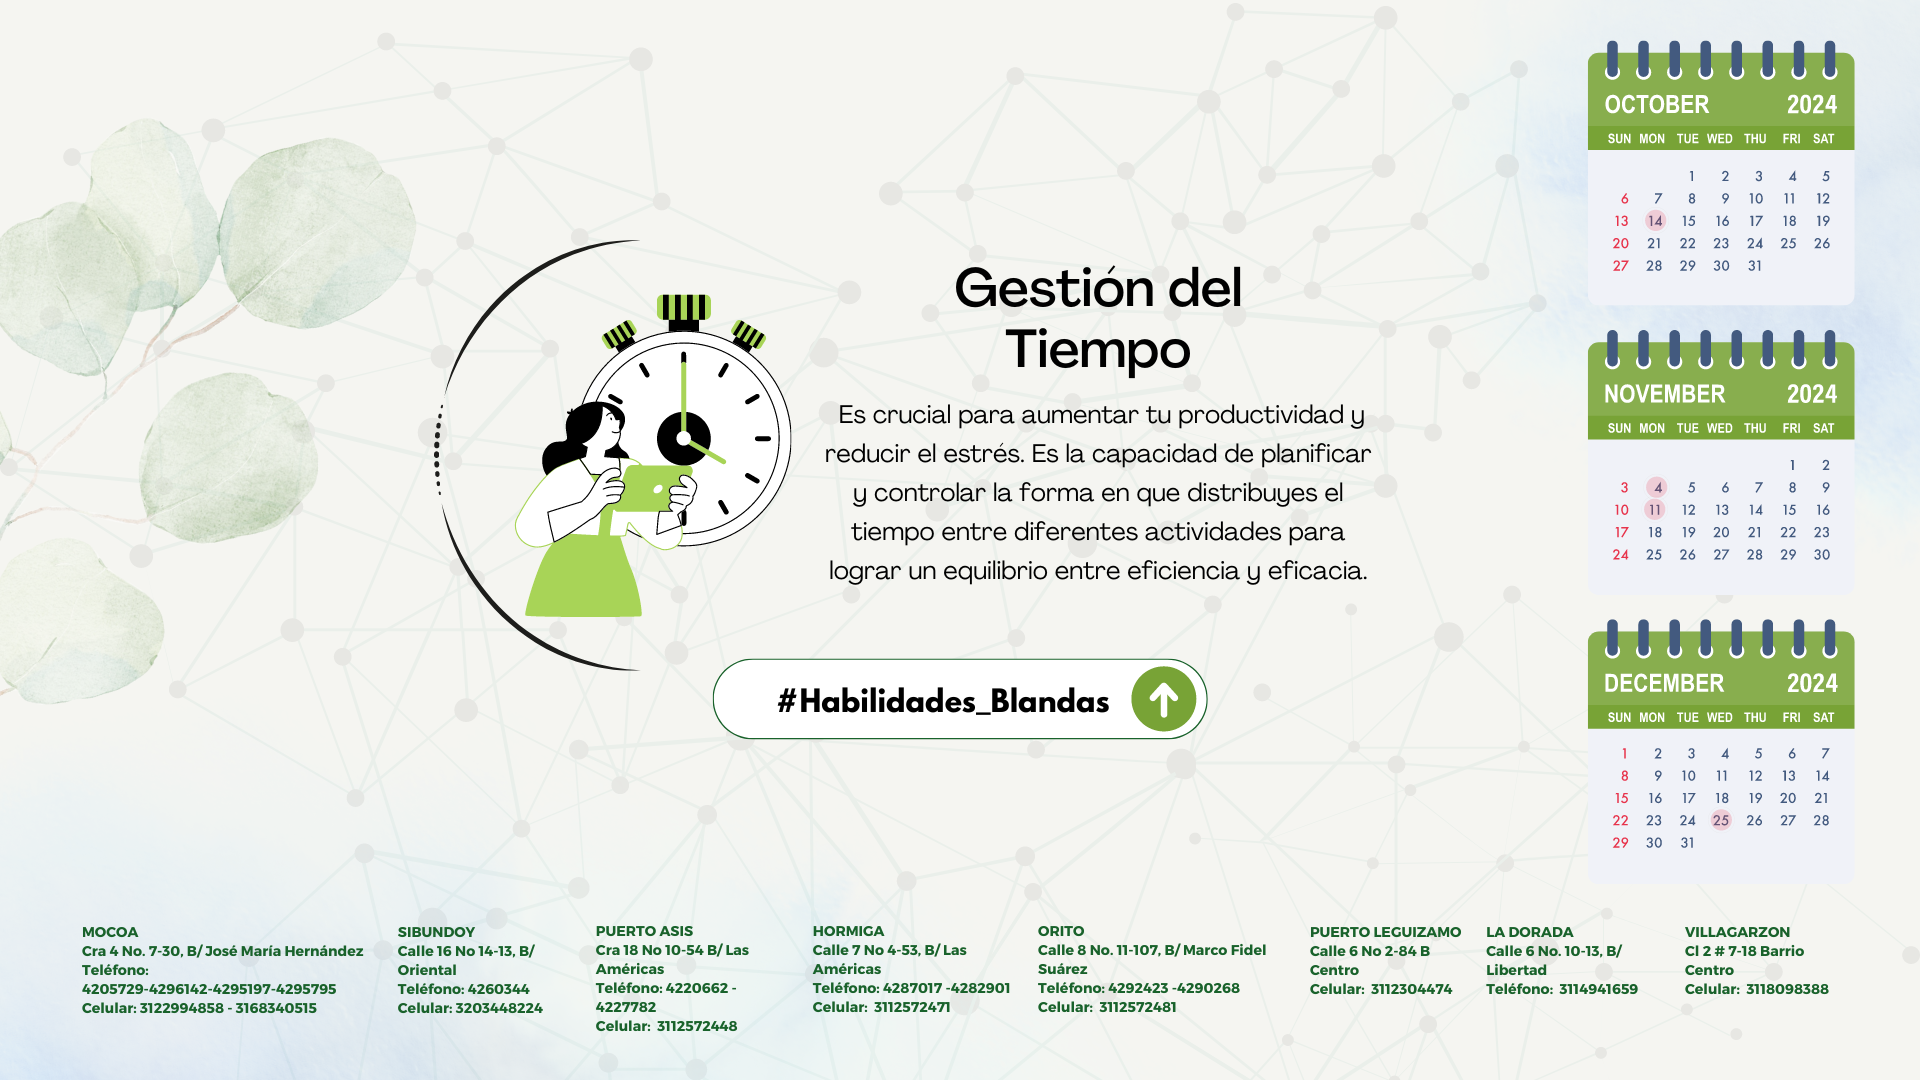 Gestión del
Tiempo
Es crucial para aumentar tu productividad y
reducir el estrés. Es la capacidad de planificar
y controlar la forma en que distribuyes el
tiempo entre diferentes actividades para
lograr un equilibrio entre eficiencia y eficacia.
#Habilidades_Blandas
OCTOBER 2024
SUN MON TUE WED THU FRI SAT
1 2 3 4 5
6 7 8 9 10 11 12
13 14 15 16 17 18 19
20 21 22 23 24 25 26
27 28 29 30 31
NOVEMBER 2024
SUN MON TUE WED THU FRI SAT
1 2
3 4 5 6 7 8 9
10 11 12 13 14 15 16
17 18 19 20 21 22 23
24 25 26 27 28 29 30
DECEMBER 2024
SUN MON TUE WED THU FRI SAT
1 2 3 4 5 6 7
8 9 10 11 12 13 14
15 16 17 18 19 20 21
22 23 24 25 26 27 28
29 30 31
MOCOA
Cra 4 No. 7-30, B/ José María Hernández
Teléfono:
4205729-4296142-4295197-4295795
Celular: 3122994858 - 3168340515
SIBUNDOY
Calle 16 No 14-13, B/
Oriental
Teléfono: 4260344
Celular: 3203448224
PUERTO ASIS
Cra 18 No 10-54 B/ Las
Américas
Teléfono: 4220662 -
4227782
Celular: 3112572448
HORMIGA
Calle 7 No 4-53, B/ Las
Américas
Teléfono: 4287017 -4282901
Celular: 3112572471
ORITO
Calle 8 No. 11-107, B/ Marco Fidel
Suárez
Teléfono: 4292423 -4290268
Celular: 3112572481
PUERTO LEGUIZAMO
Calle 6 No 2-84 B
Centro
Celular: 3112304474
LA DORADA
Calle 6 No. 10-13, B/
Libertad
Teléfono: 3114941659
VILLAGARZON
Cl 2 # 7-18 Barrio
Centro
Celular: 3118098388